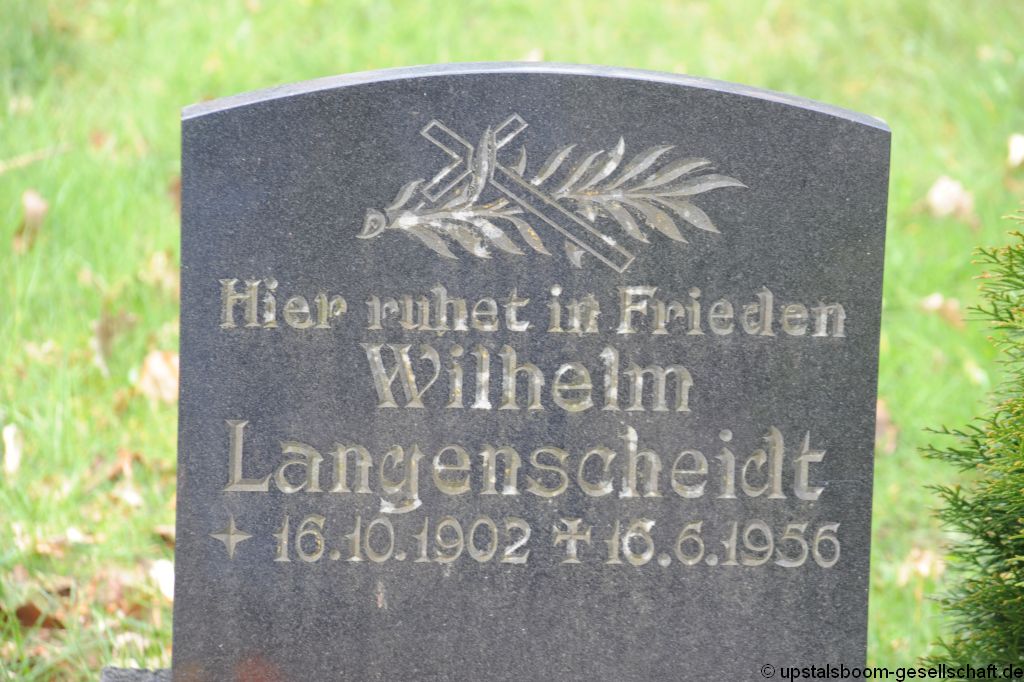 Hier ruhet in Frieden
Wilhelm
Langenscheidt
16.10.1902 16.6.1956
© upstalsboom-gesellschaft.de